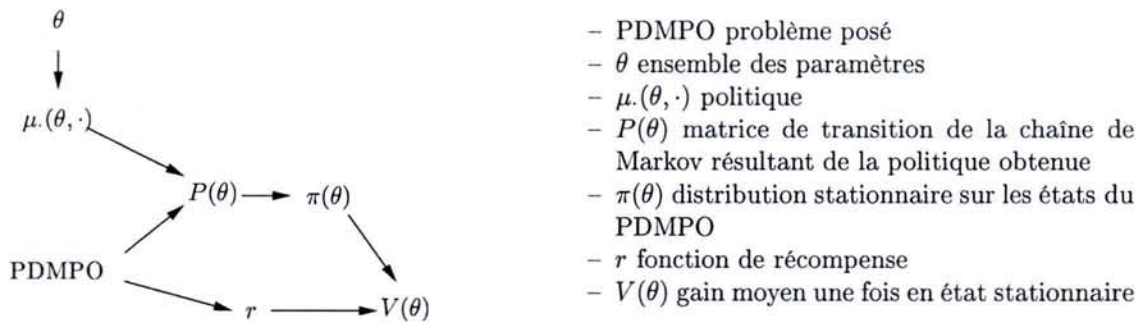 θ
μ.(θ, ·)
P(θ)
π(θ)
PDMPO
r
V(θ)
– PDMPO problème posé
– θ ensemble des paramètres
– μ.(θ, ·) politique
– P(θ) matrice de transition de la chaîne de
Markov résultant de la politique obtenue
– π(θ) distribution stationnaire sur les états du
PDMPO
– r fonction de récompense
– V(θ) gain moyen une fois en état stationnaire